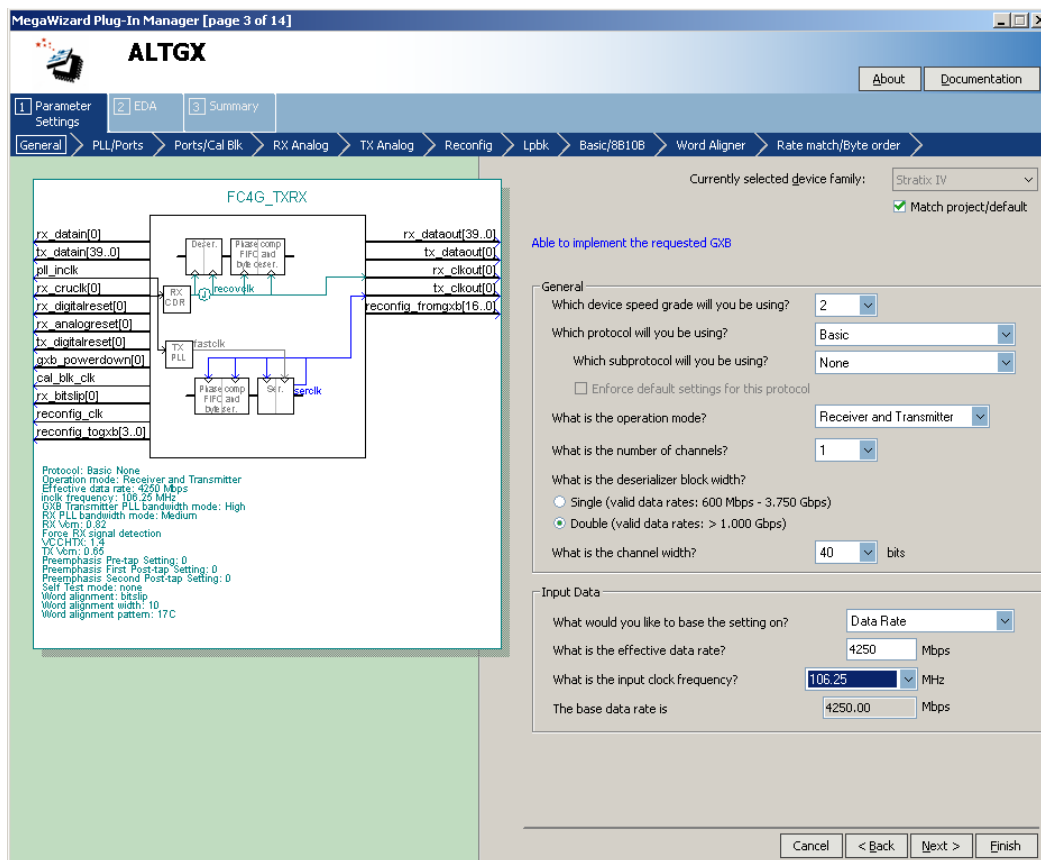 MegaWizard Plug-In Manager [page 3 of 14]
ALTGX
About Documentation
1 Parameter Settings 2 EDA 3 Summary
General PLL/Ports Ports/Cal Blk RX Analog TX Analog Reconfig Lpbk Basic/8B10B Word Aligner Rate match/Byte order
FC4G_TXRX
rx_datain[0]
tx_datain[39..0]
pll_inclk
rx_cruclk[0]
rx_digitalreset[0]
rx_analogreset[0]
tx_digitalreset[0]
gxb_powerdown[0]
cal_blk_clk
rx_bitslip[0]
reconfig_clk
reconfig_togxb[3..0]
Deser.
Phase comp
FIFO and
byte deser.
RX
CDR
recovclk
TX
PLL
fastclk
Phase comp
FIFO and
byte ser.
Ser.
serclk
rx_dataout[39..0]
tx_dataout[0]
rx_clkout[0]
tx_clkout[0]
reconfig_fromgxb[16..0]
Protocol: Basic None
Operation mode: Receiver and Transmitter
Effective data rate: 4250 Mbps
inclk frequency: 106.25 MHz
GXB Transmitter PLL bandwidth mode: High
RX PLL bandwidth mode: Medium
RX Vcm: 0.82
Force RX signal detection
VCCHTX: 1.4
TX Vcm: 0.65
Preemphasis Pre-tap Setting: 0
Preemphasis First Post-tap Setting: 0
Preemphasis Second Post-tap Setting: 0
Self Test mode: none
Word alignment: bitslip
Word alignment width: 10
Word alignment pattern: 17C
Currently selected device family: Stratix IV
Match project/default
Able to implement the requested GXB
General
Which device speed grade will you be using? 2
Which protocol will you be using? Basic
Which subprotocol will you be using? None
Enforce default settings for this protocol
What is the operation mode? Receiver and Transmitter
What is the number of channels? 1
What is the deserializer block width?
Single (valid data rates: 600 Mbps - 3.750 Gbps)
Double (valid data rates: > 1.000 Gbps)
What is the channel width? 40 bits
Input Data
What would you like to base the setting on? Data Rate
What is the effective data rate? 4250 Mbps
What is the input clock frequency? 106.25 MHz
The base data rate is 4250.00 Mbps
Cancel < Back Next > Finish